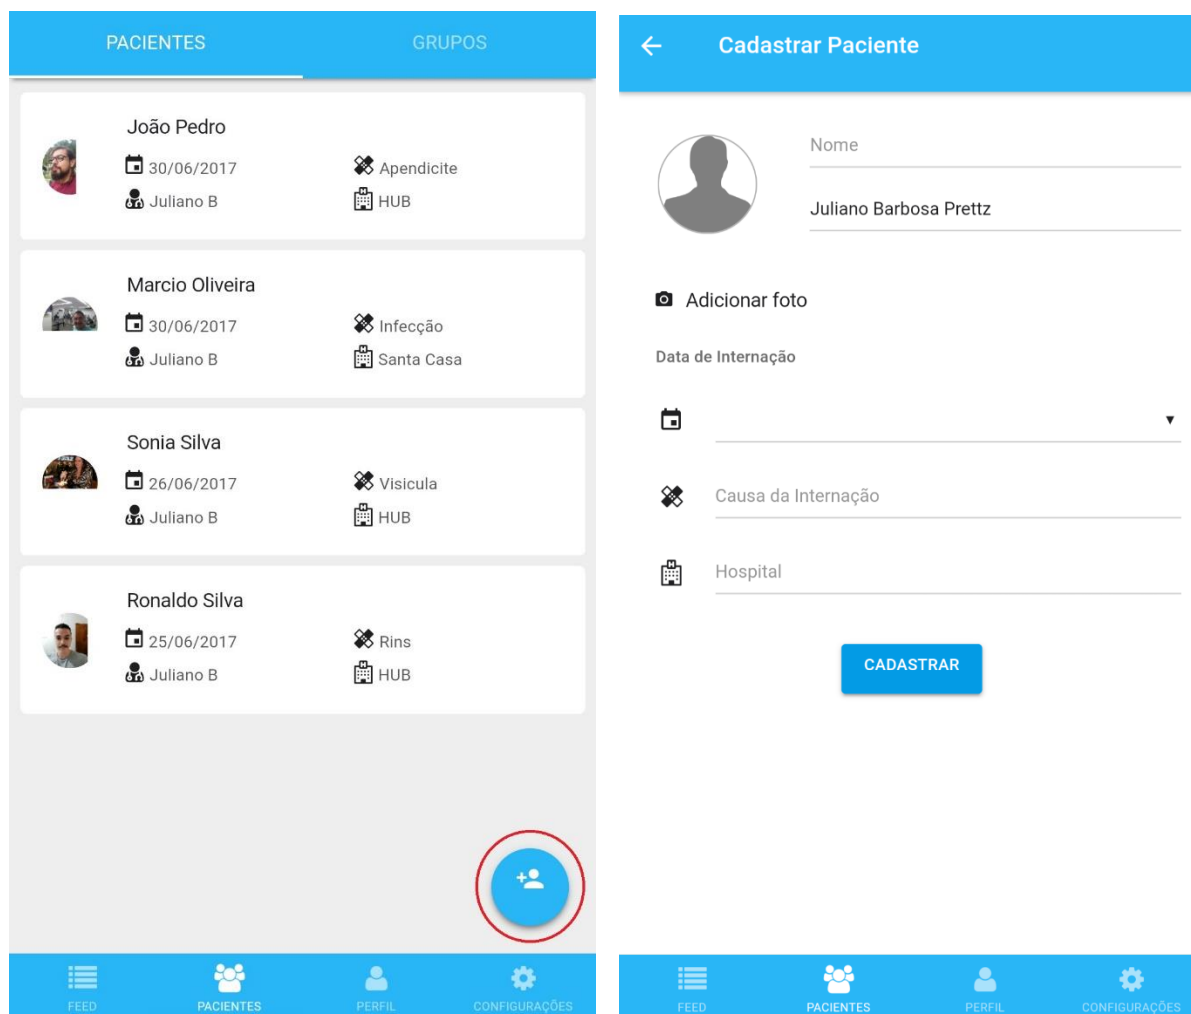 PACIENTES GRUPOS
João Pedro
30/06/2017 Apendicite
Juliano B HUB
Marcio Oliveira
30/06/2017 Infecção
Juliano B Santa Casa
Sonia Silva
26/06/2017 Visicula
Juliano B HUB
Ronaldo Silva
25/06/2017 Rins
Juliano B HUB
FEED PACIENTES PERFIL CONFIGURAÇÕES
Cadastrar Paciente
Nome
Juliano Barbosa Prettz
Adicionar foto
Data de Internação
Causa da Internação
Hospital
CADASTRAR
FEED PACIENTES PERFIL CONFIGURAÇÕES